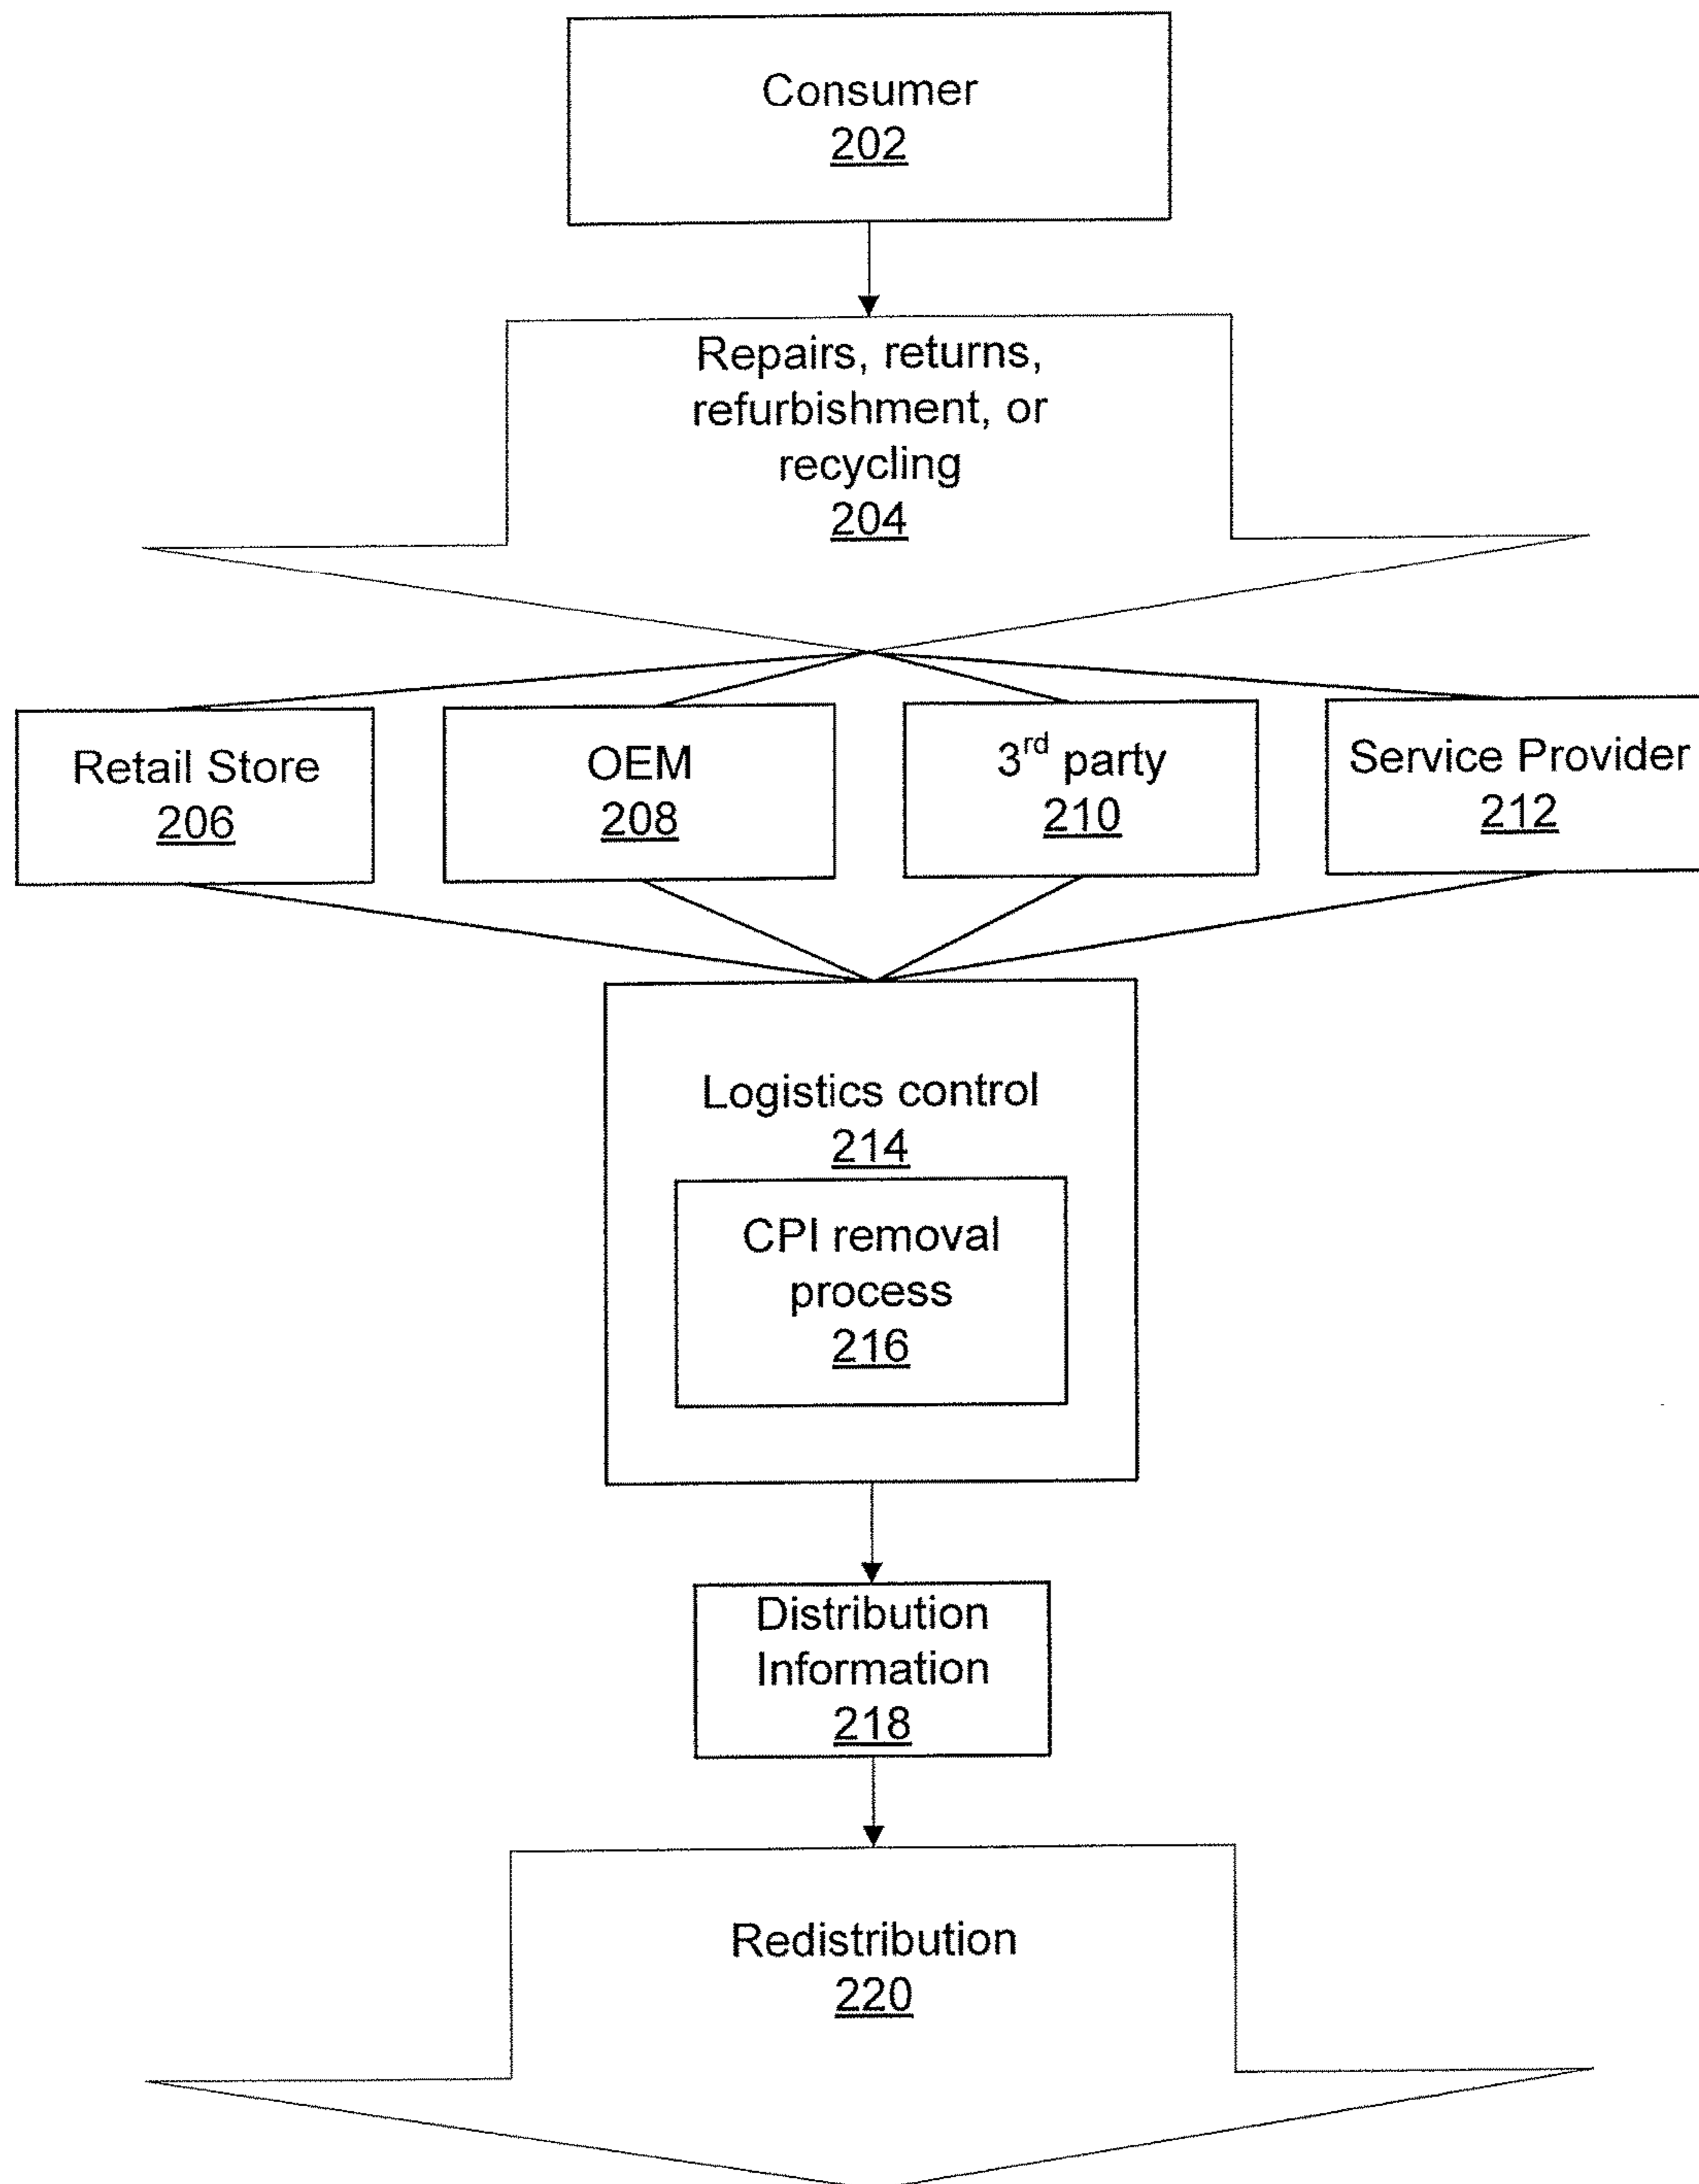 Consumer
202
Repairs, returns,
refurbishment, or
recycling
204
Retail Store
206
OEM
208
3rd party
210
Service Provider
212
Logistics control
214
CPI removal
process
216
Distribution
Information
218
Redistribution
220